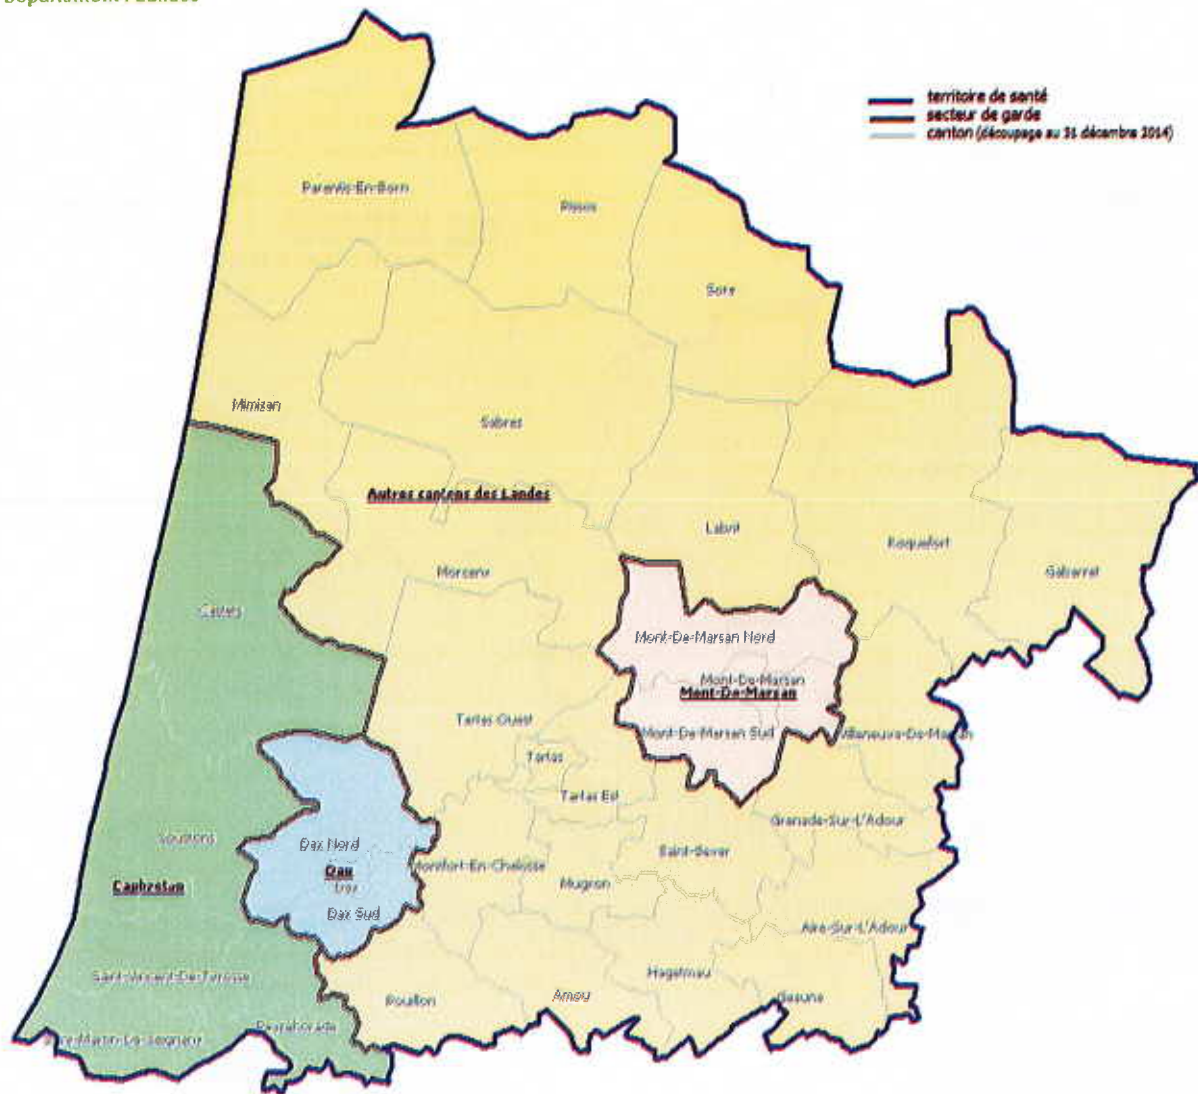 territoire de santé
secteur de garde
canton (découpage au 31 décembre 2014)
Parentis-En-Born
Pissos
Sore
Mimizan
Sabres
Autres cantons des Landes
Labrit
Roquefort
Gabarret
Morcenx
Castets
Mont-De-Marsan Nord
Mont-De-Marsan
Mont-De-Marsan
Tartas Ouest
Mont-De-Marsan Sud
Villeneuve-De-Marsan
Tartas
Tartas Est
Grenade-Sur-L'Adour
Soustons
Dax Nord
Saint-Sever
Montfort-En-Chalosse
Dax
Dax
Mugron
Capbreton
Dax Sud
Aire-Sur-L'Adour
Saint-Vincent-De-Tyrosse
Hagetmau
Pouillon
Amou
Geaune
Peyrehorade